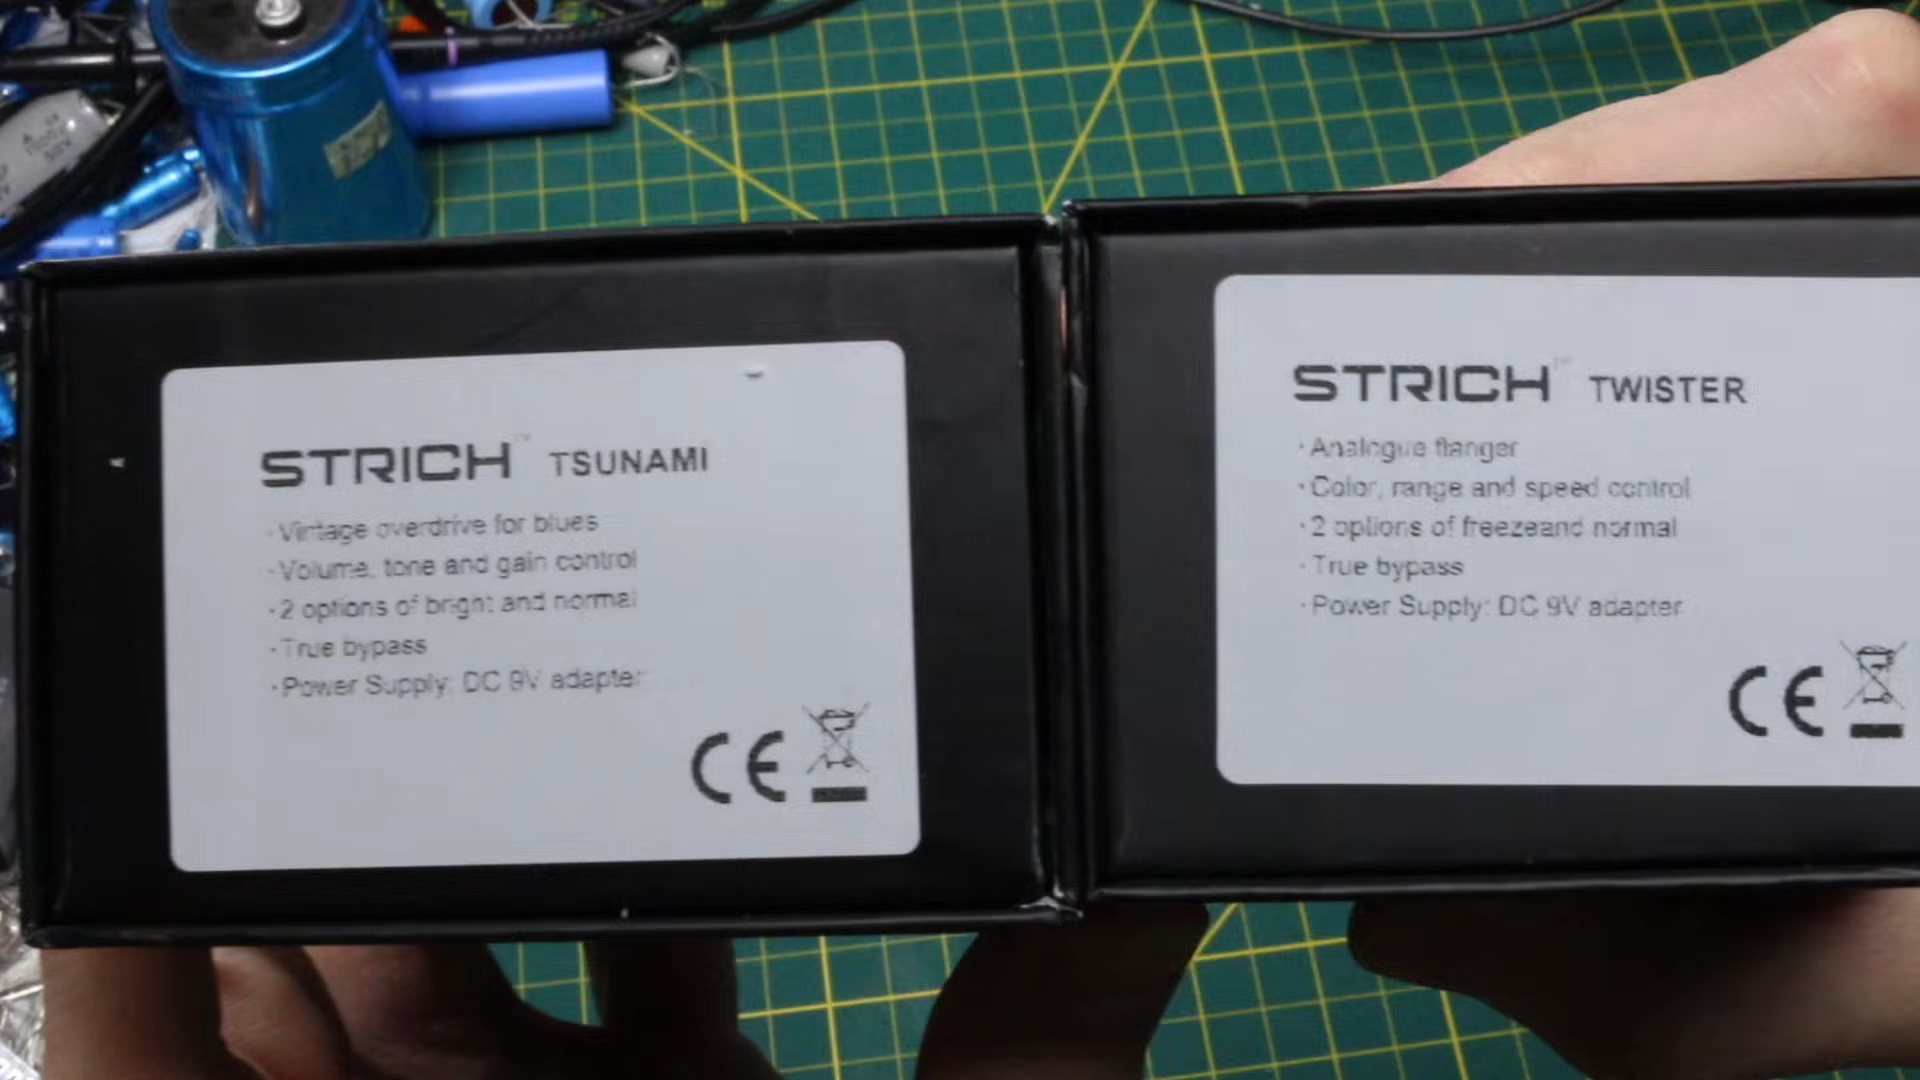 STRICH™ TSUNAMI
·Vintage overdrive for blues
·Volume, tone and gain control
·2 options of bright and normal
·True bypass
·Power Supply: DC 9V adapter
CE
STRICH™ TWISTER
·Analogue flanger
·Color, range and speed control
·2 options of freezeand normal
·True bypass
·Power Supply: DC 9V adapter
CE